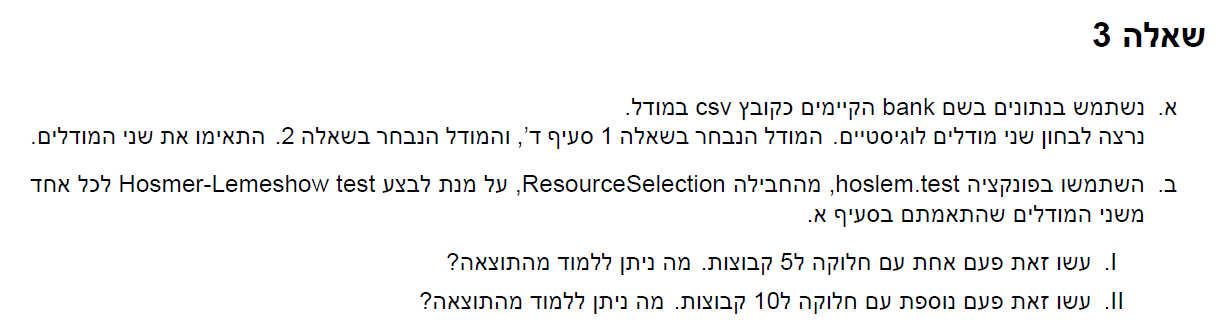 שאלה 3
א. נשתמש בנתונים בשם bank הקיימים כקובץ csv במודל.
נרצה לבחון שני מודלים לוגיסטיים. המודל הנבחר בשאלה 1 סעיף ד', והמודל הנבחר בשאלה 2. התאימו את שני המודלים.
ב. השתמשו בפונקציה hoslem.test, מהחבילה ResourceSelection, על מנת לבצע Hosmer-Lemeshow test לכל אחד
משני המודלים שהתאמתם בסעיף א.
I. עשו זאת פעם אחת עם חלוקה ל5 קבוצות. מה ניתן ללמוד מהתוצאה?
II. עשו זאת פעם נוספת עם חלוקה ל10 קבוצות. מה ניתן ללמוד מהתוצאה?